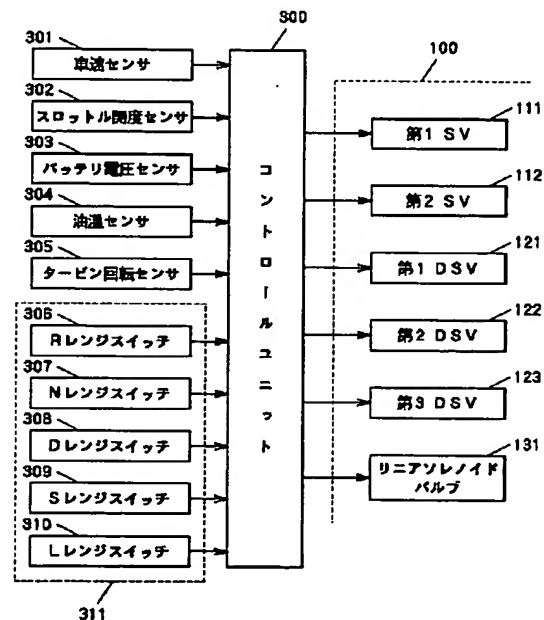 300
301
車速センサ
302
スロットル開度センサ
303
バッテリ電圧センサ
304
油温センサ
305
タービン回転センサ
306
Rレンジスイッチ
307
Nレンジスイッチ
308
Dレンジスイッチ
309
Sレンジスイッチ
310
Lレンジスイッチ
311
コントロールユニット
100
111
第1 SV
112
第2 SV
121
第1 DSV
122
第2 DSV
123
第3 DSV
131
リニアソレノイド
バルブ